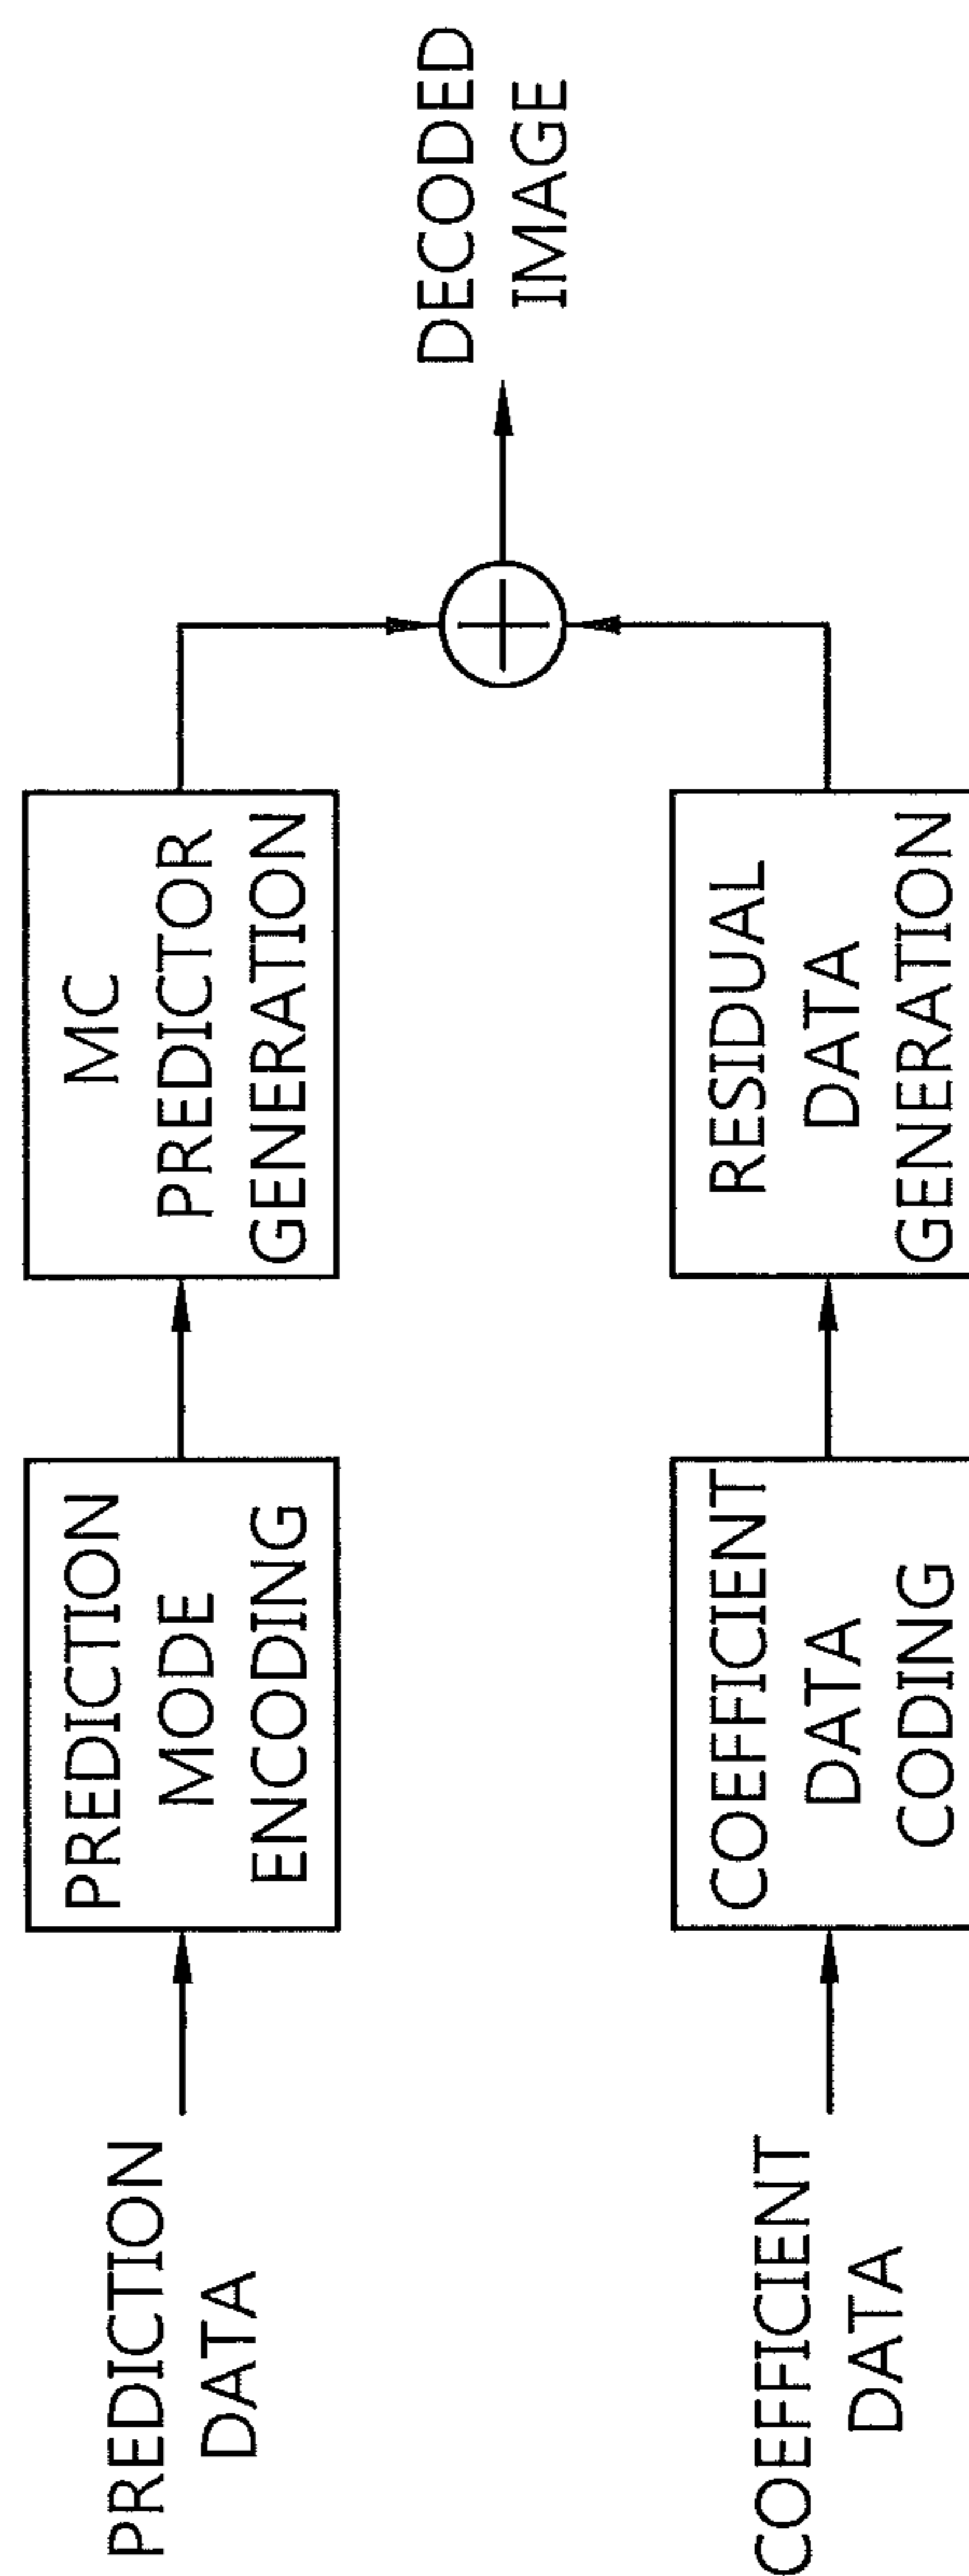 PREDICTION
DATA
PREDICTION
MODE
ENCODING
MC
PREDICTOR
GENERATION
DECODED
IMAGE
COEFFICIENT
DATA
COEFFICIENT
DATA
CODING
RESIDUAL
DATA
GENERATION